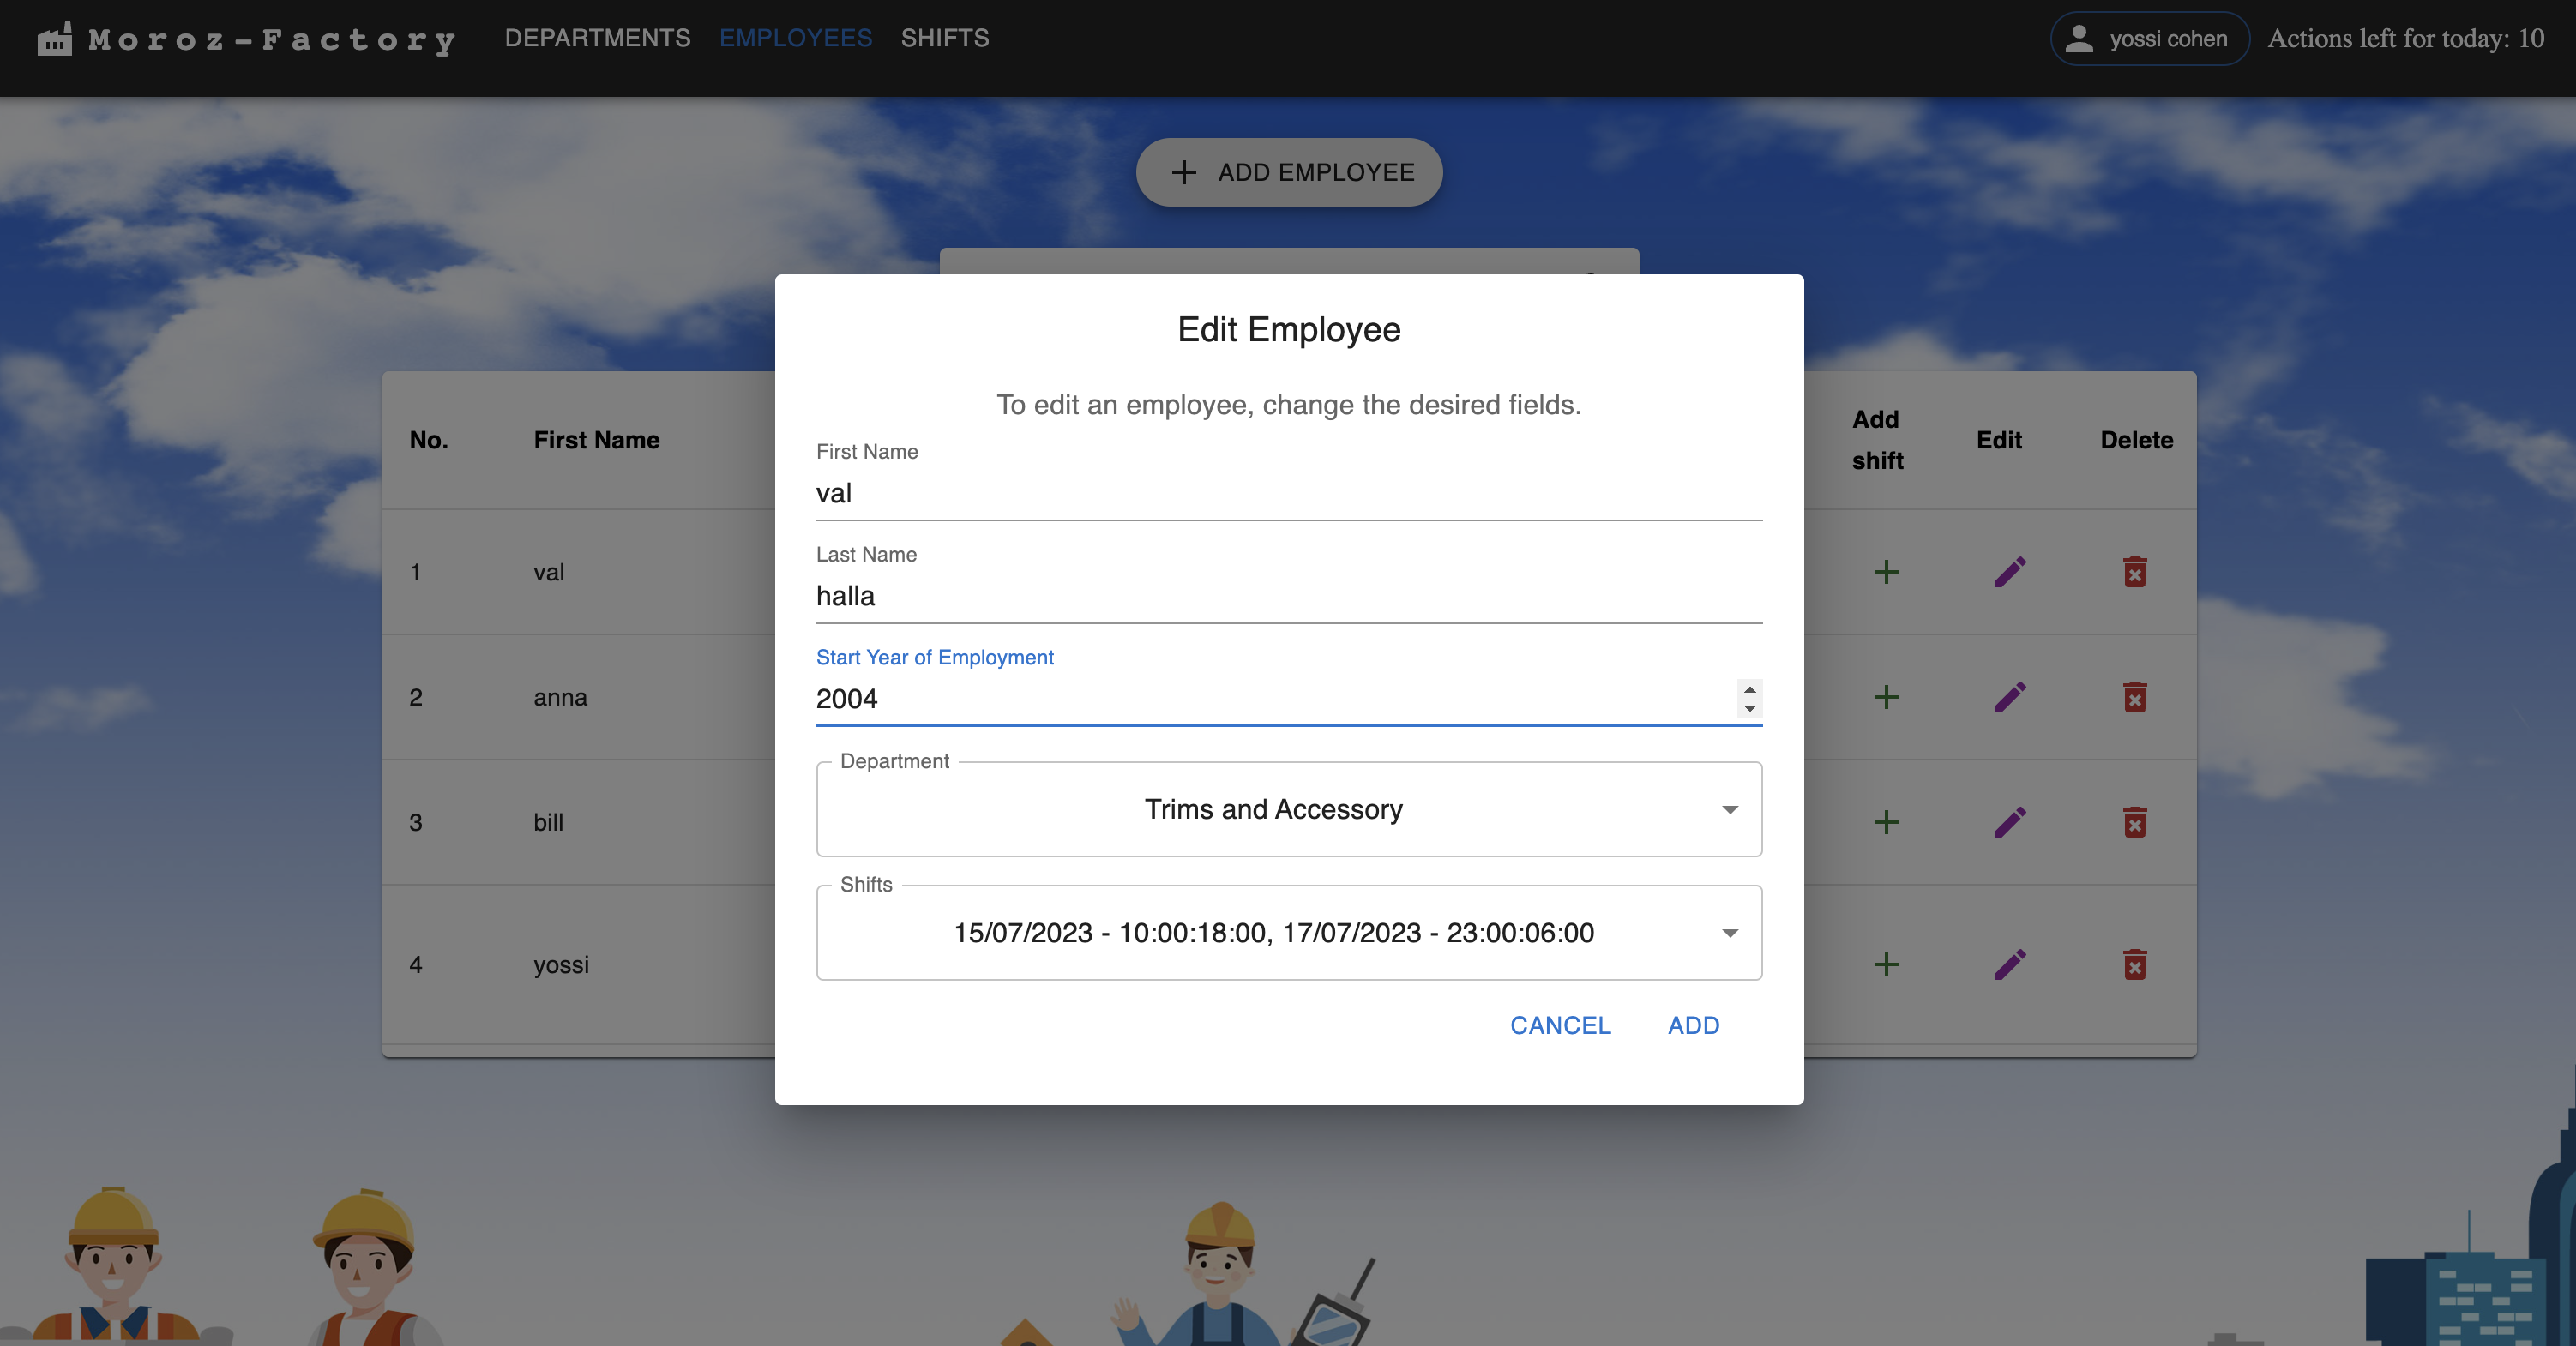 Moroz-Factory DEPARTMENTS EMPLOYEES SHIFTS yossi cohen Actions left for today: 10
ADD EMPLOYEE
Edit Employee
To edit an employee, change the desired fields.
First Name
val
Last Name
halla
Start Year of Employment
2004
Department
Trims and Accessory
Shifts
15/07/2023 - 10:00:18:00, 17/07/2023 - 23:00:06:00
CANCEL ADD
No. First Name Add shift Edit Delete
1 val
2 anna
3 bill
4 yossi